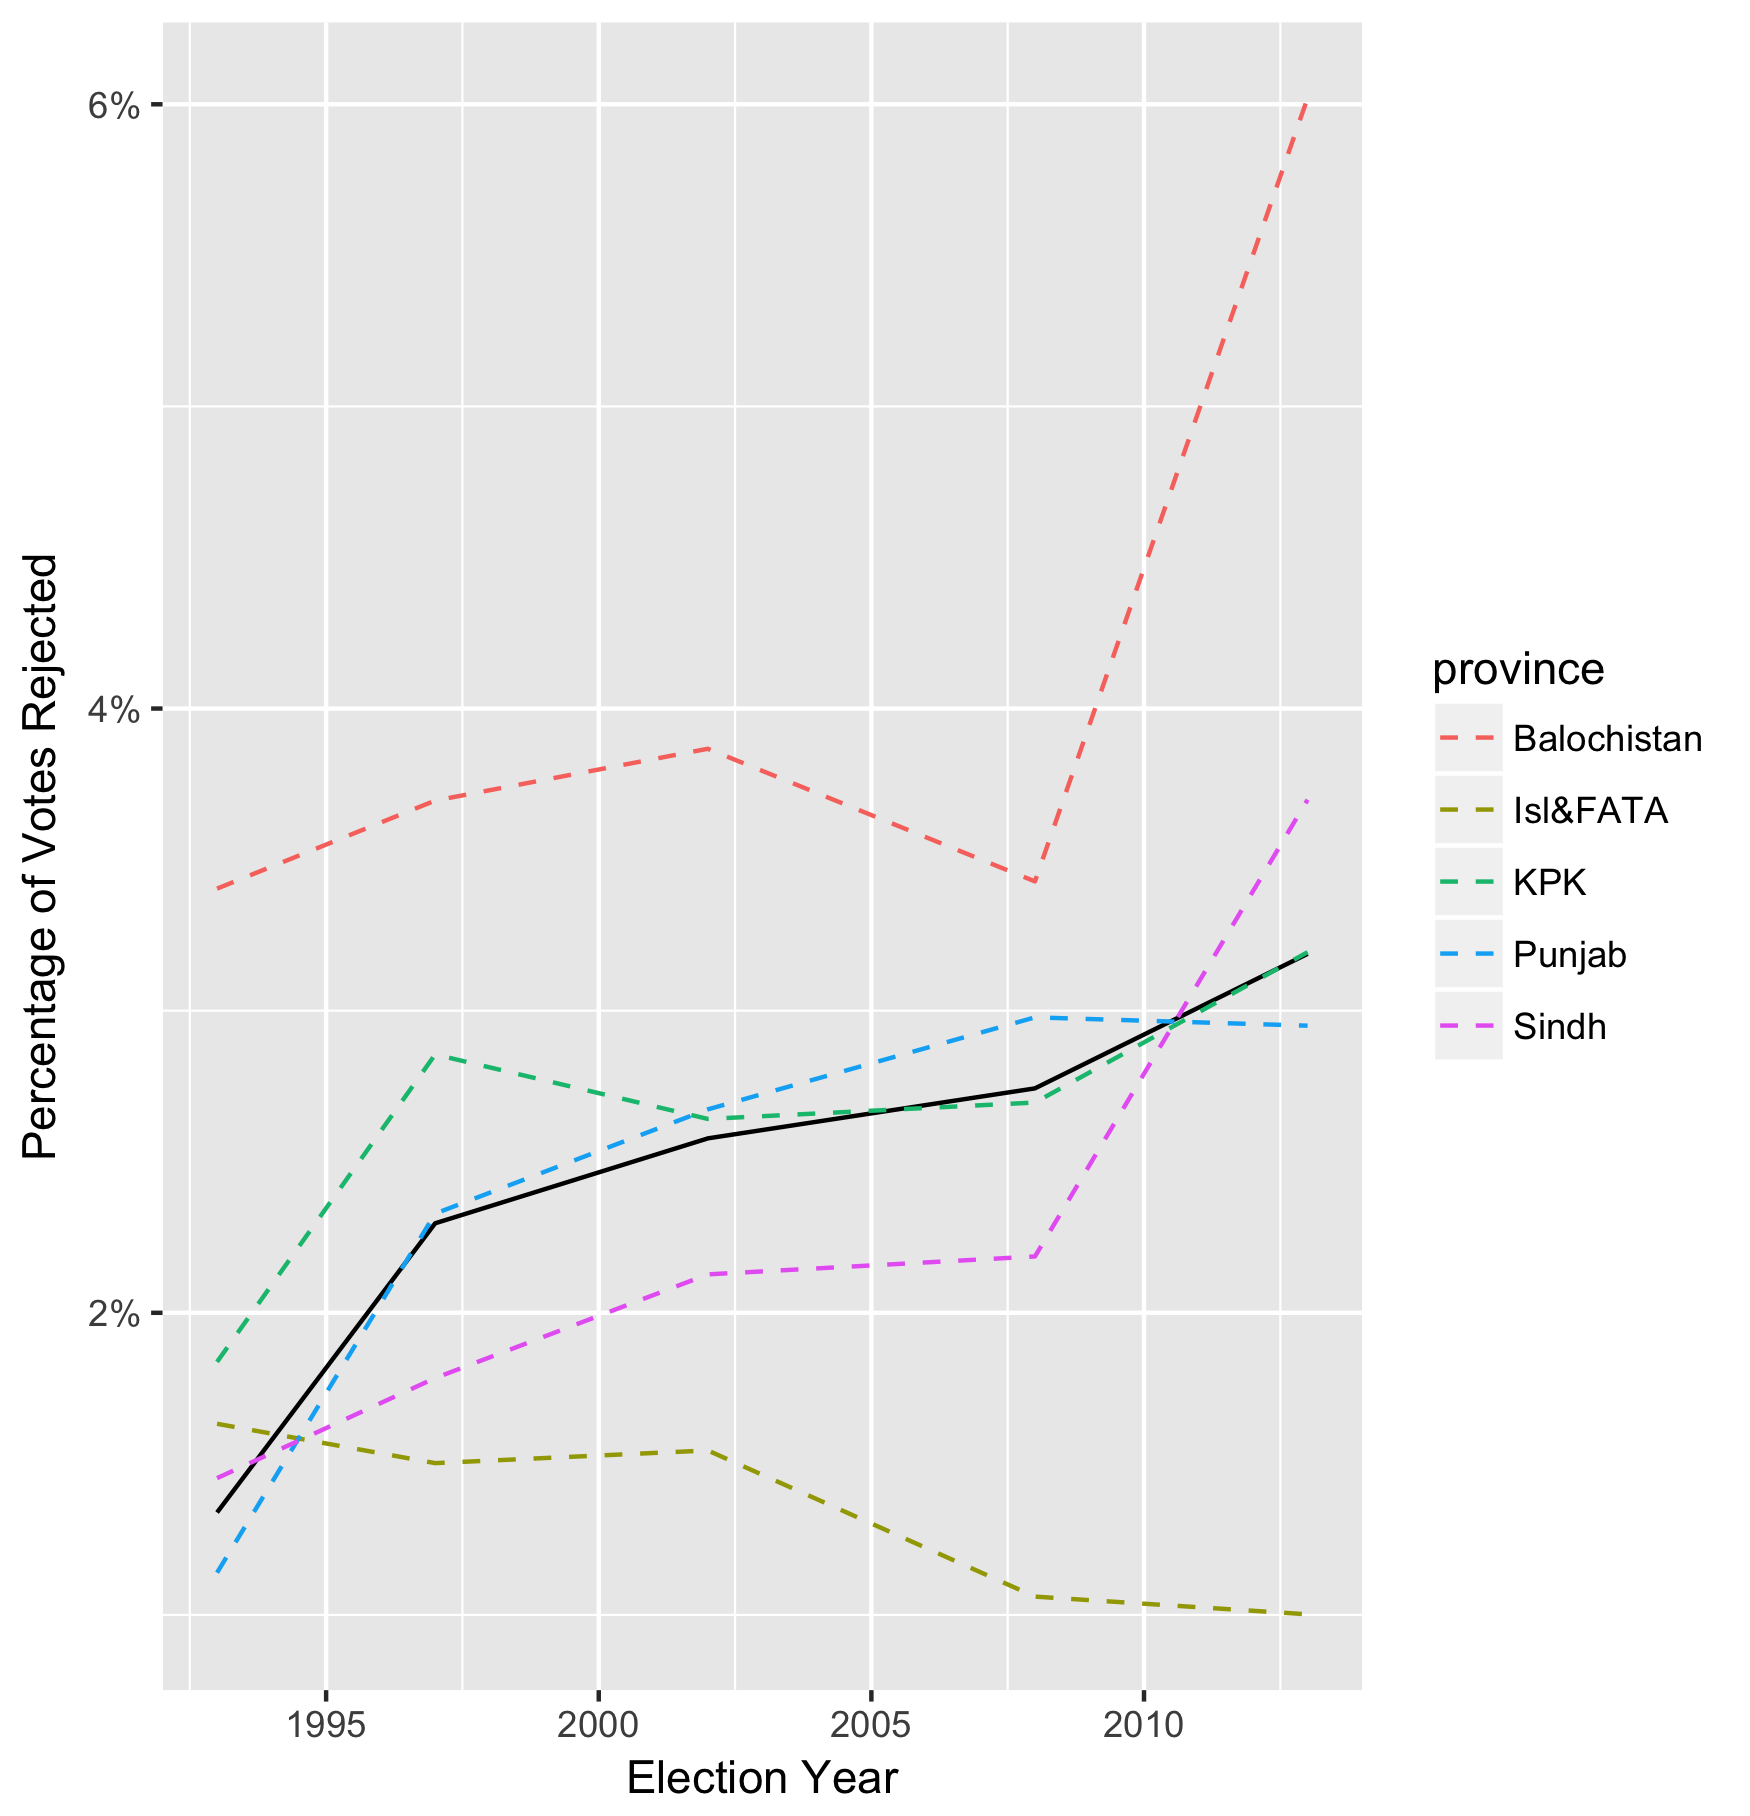 6%
4%
2%
Percentage of Votes Rejected
1995
2000
2005
2010
Election Year
province
Balochistan
Isl&FATA
KPK
Punjab
Sindh